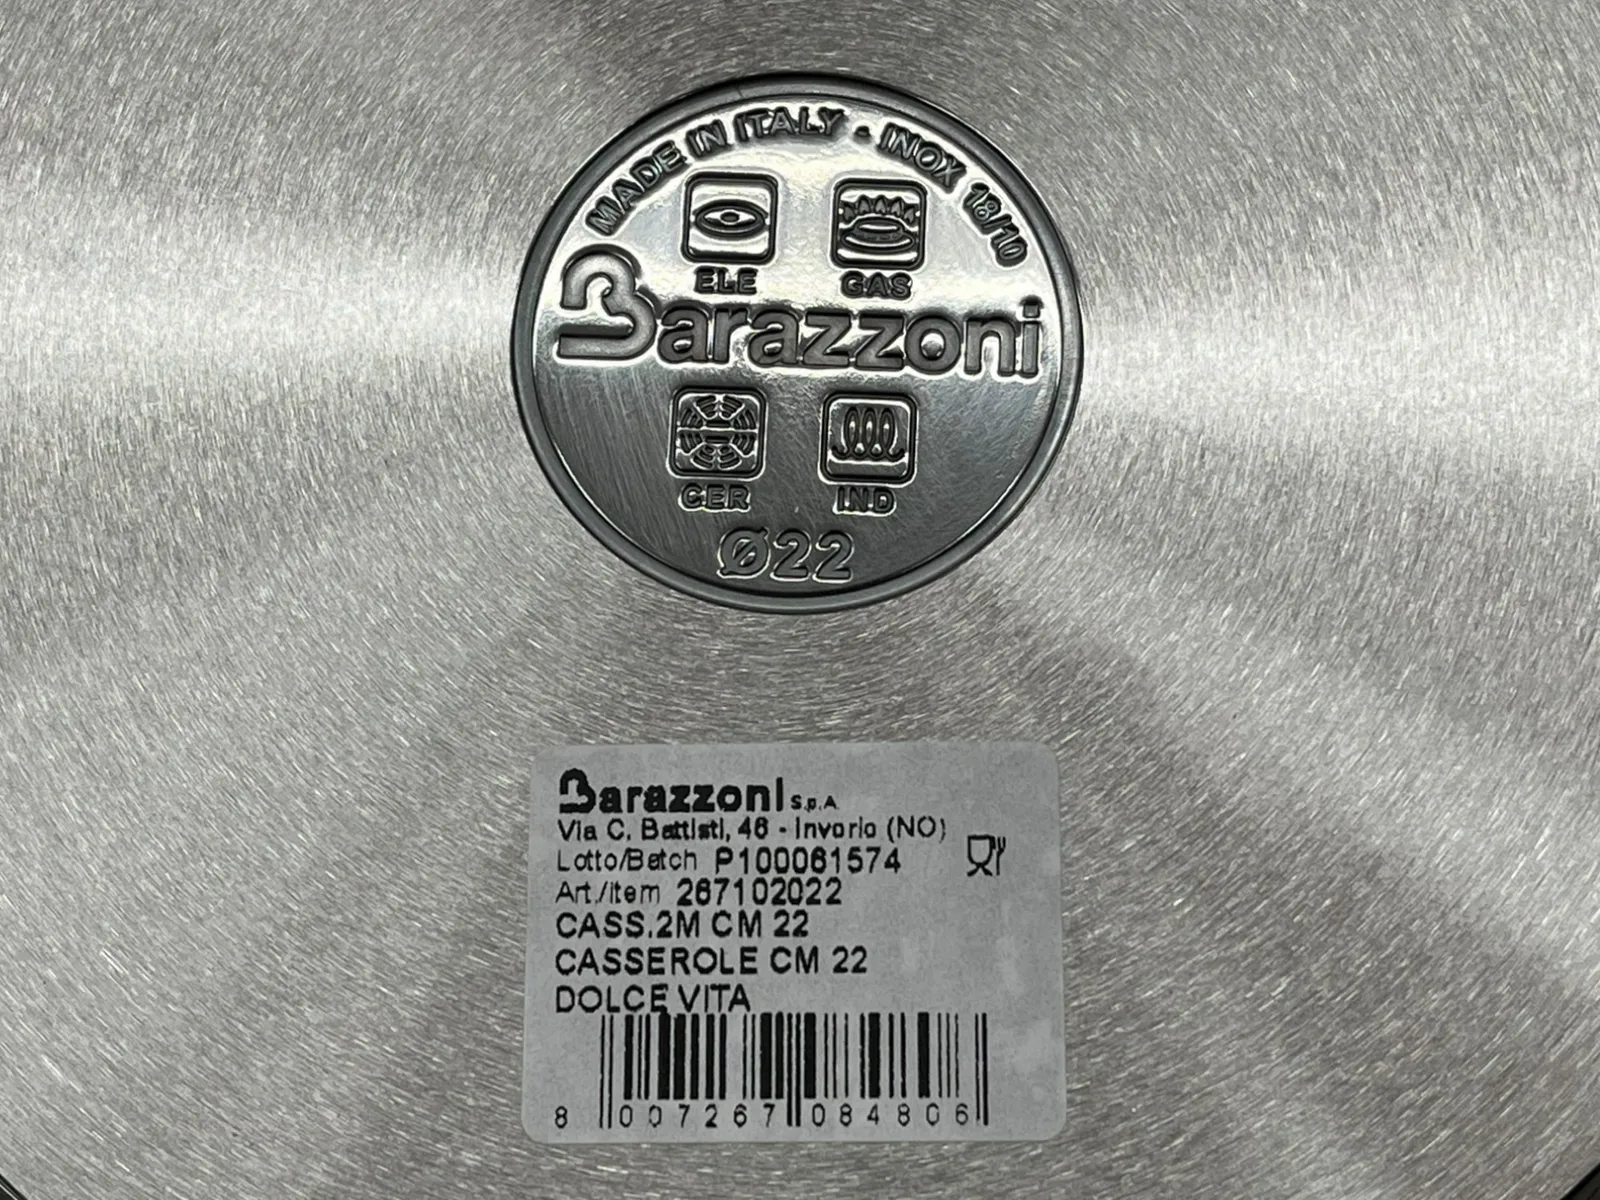 MADE IN ITALY - INOX 18/10
ELE GAS
Barazzoni
CER IND
Ø22
Barazzoni S.p.A.
Via C. Battisti, 46 - Invorio (NO)
Lotto/Batch P100061574
Art./Item 267102022
CASS.2M CM 22
CASSEROLE CM 22
DOLCE VITA
8 007267 084806